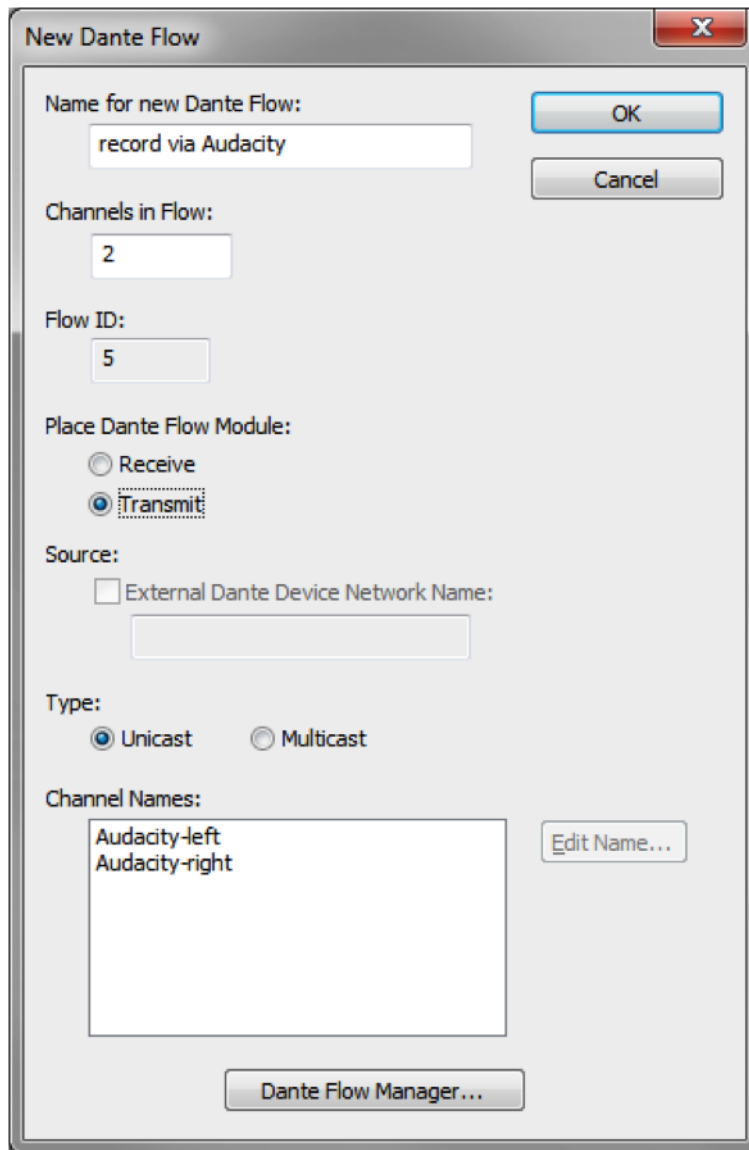 New Dante Flow
Name for new Dante Flow:
record via Audacity
OK
Cancel
Channels in Flow:
2
Flow ID:
5
Place Dante Flow Module:
Receive
Transmit
Source:
External Dante Device Network Name:
Type:
Unicast Multicast
Channel Names:
Audacity-left
Audacity-right
Edit Name...
Dante Flow Manager...